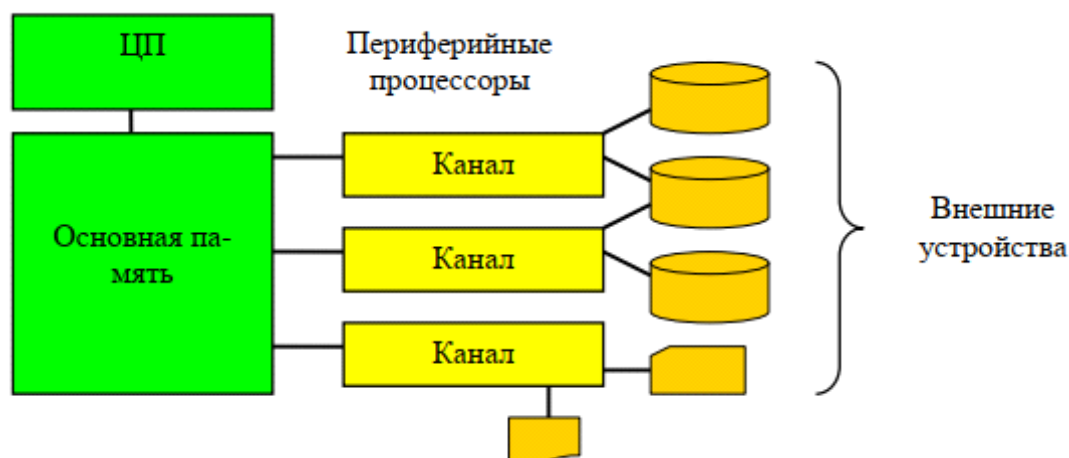 ЦП
Периферийные
процессоры
Канал
Основная па-
мять
Канал
Канал
Внешние
устройства